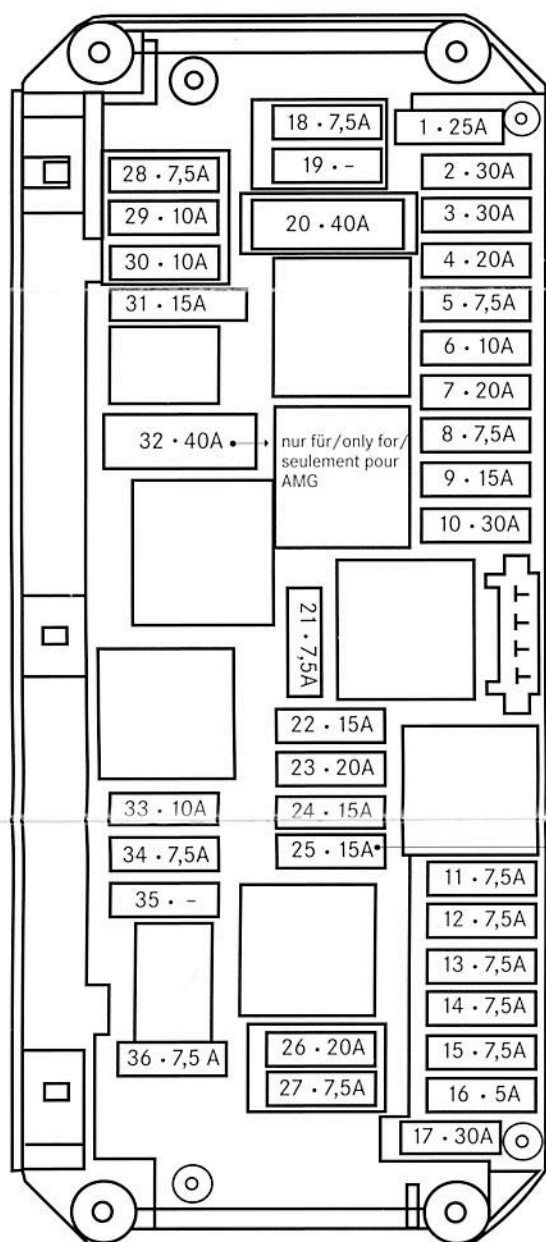 18 · 7,5A
19 · -
20 · 40A
1 · 25A
2 · 30A
3 · 30A
4 · 20A
5 · 7,5A
6 · 10A
7 · 20A
8 · 7,5A
9 · 15A
10 · 30A
28 · 7,5A
29 · 10A
30 · 10A
31 · 15A
32 · 40A
nur für/only for/
seulement pour
AMG
21 · 7,5A
22 · 15A
23 · 20A
24 · 15A
25 · 15A
33 · 10A
34 · 7,5A
35 · -
36 · 7,5 A
26 · 20A
27 · 7,5A
11 · 7,5A
12 · 7,5A
13 · 7,5A
14 · 7,5A
15 · 7,5A
16 · 5A
17 · 30A